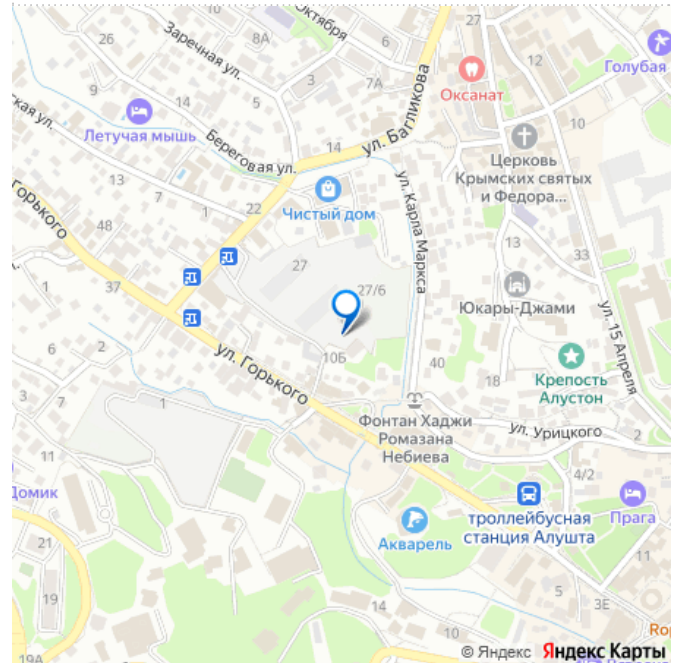 Октября
27
Заречная ул.
26
8А
6
Голубая
9
3
7А
Оксанат
14
5
ул. Багликова
Летучая мышь
10
ская ул.
Береговая ул.
14
Церковь
Крымских святых
и Федора...
13
7
1
22
Чистый дом
ул. Карла Маркса
Горького
48
13
27
27/6
1
37
Юкары-Джами
ул. 15 Апреля
ул. Горького
6
2
10Б
40
Крепость
Алустон
18
3
7
1
Фонтан Хаджи
Ромазана
Небиева
ул. Урицкого
2
11
4/2
Домик
троллейбусная
станция Алушта
Прага
21
Акварель
11
19
5
14
3Е
10
19А
© Яндекс Яндекс Карты